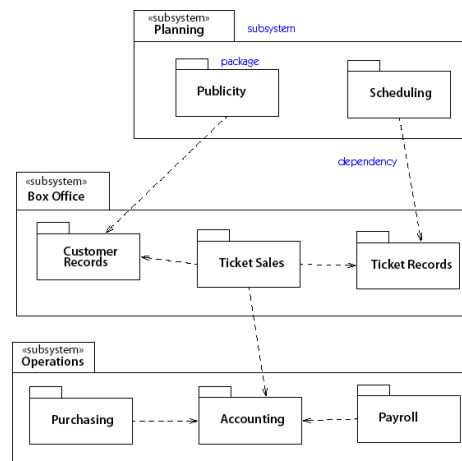 «subsystem»
Planning
subsystem
package
Publicity
Scheduling
dependency
«subsystem»
Box Office
Customer
Records
Ticket Sales
Ticket Records
«subsystem»
Operations
Purchasing
Accounting
Payroll